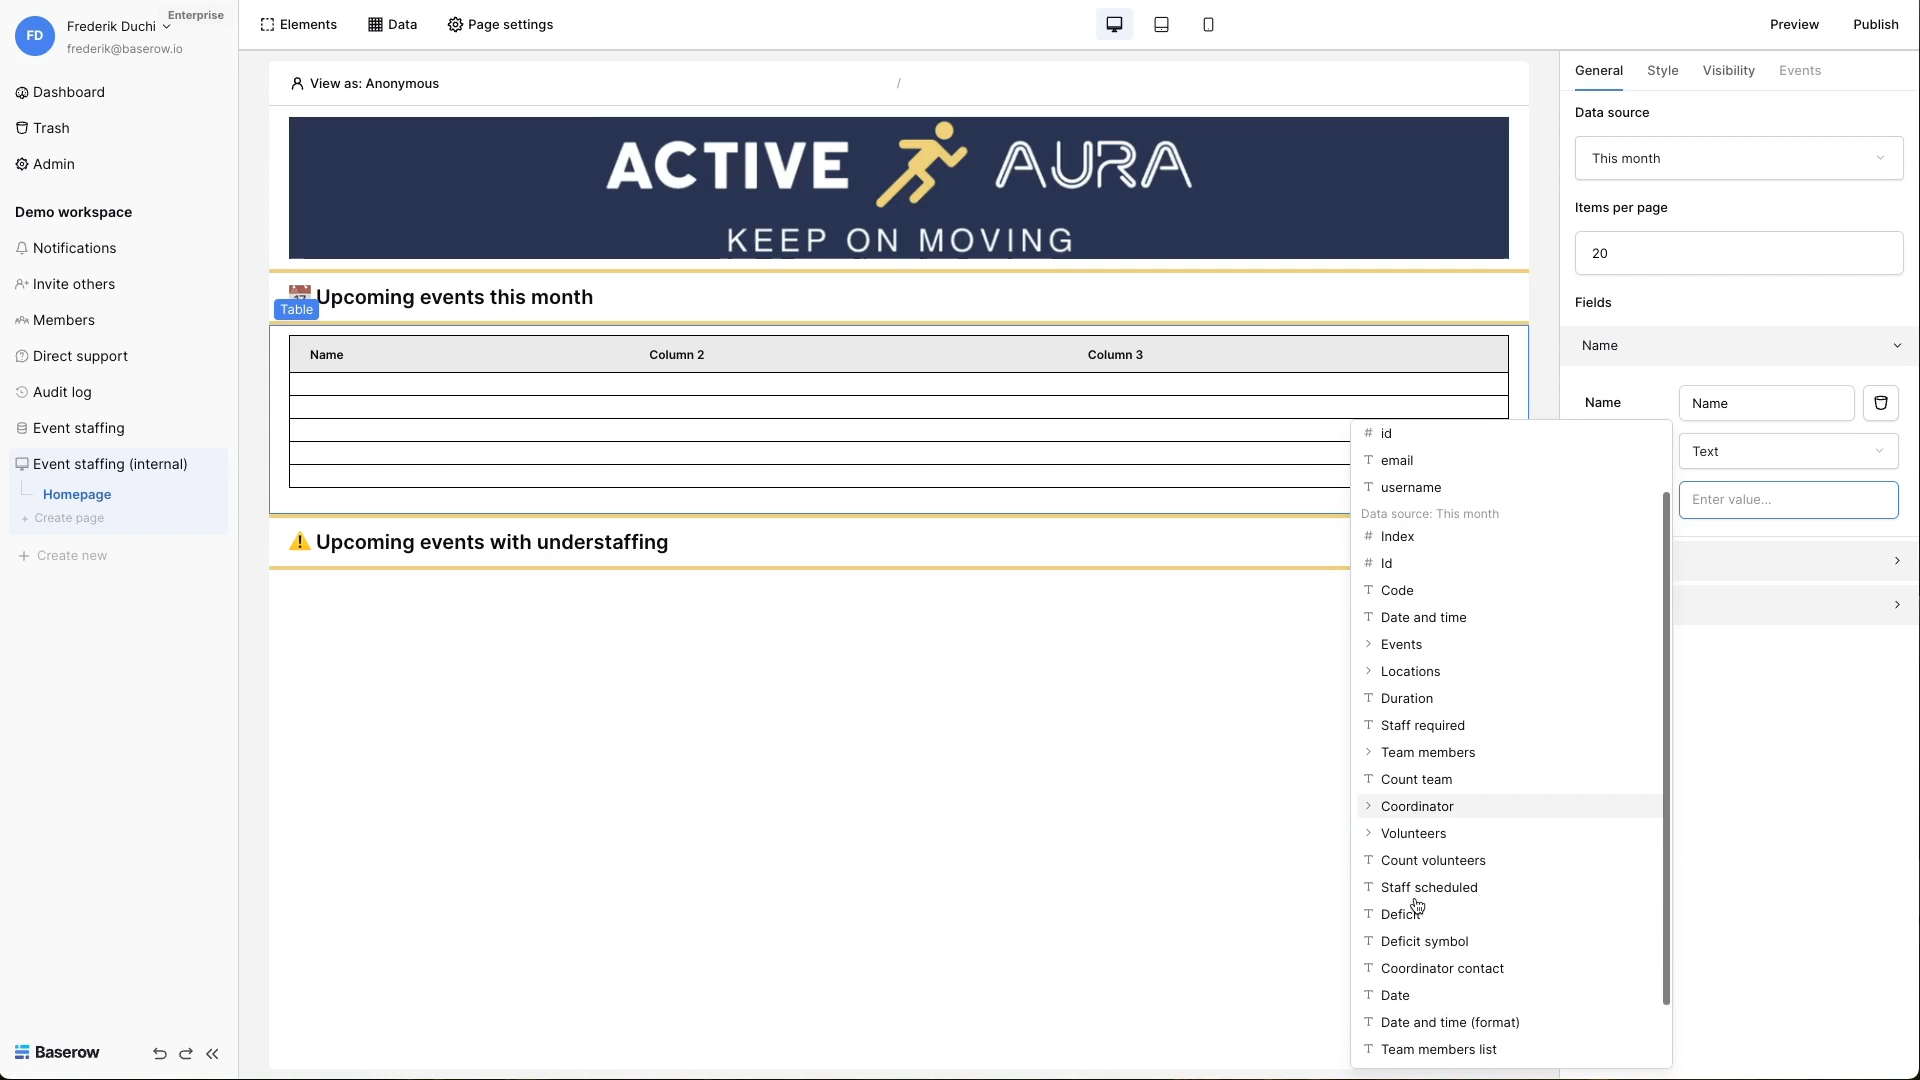 Enterprise
FD
Frederik Duchi
frederik@baserow.io
Dashboard
Trash
Admin
Demo workspace
Notifications
Invite others
Members
Direct support
Audit log
Event staffing
Event staffing (internal)
Homepage
+ Create page
+ Create new
Baserow
Elements
Data
Page settings
Preview
Publish
View as: Anonymous
/
ACTIVE AURA
KEEP ON MOVING
Upcoming events this month
Table
Name
Column 2
Column 3
Upcoming events with understaffing
# id
T email
T username
Data source: This month
# Index
# Id
T Code
T Date and time
Events
Locations
T Duration
T Staff required
Team members
T Count team
Coordinator
Volunteers
T Count volunteers
T Staff scheduled
T Deficit
T Deficit symbol
T Coordinator contact
T Date
T Date and time (format)
T Team members list
General
Style
Visibility
Events
Data source
This month
Items per page
20
Fields
Name
Name
Name
Text
Enter value...